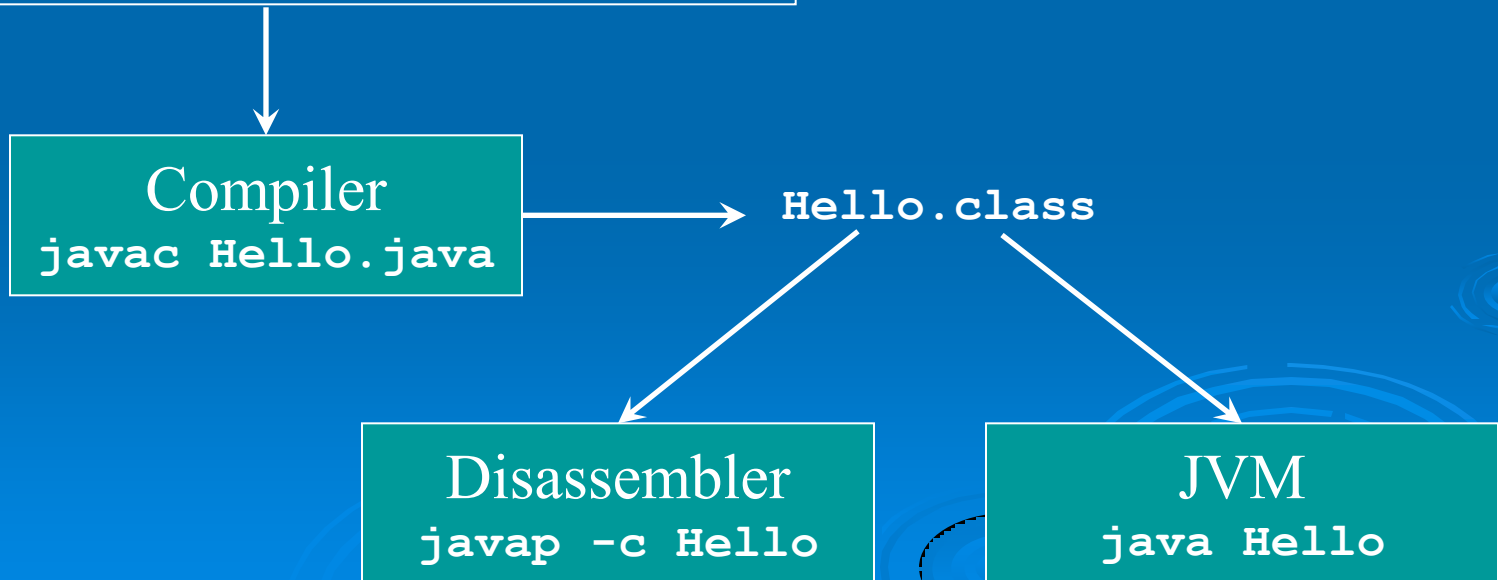 Compiler
javac Hello.java
Hello.class
Disassembler
javap -c Hello
JVM
java Hello